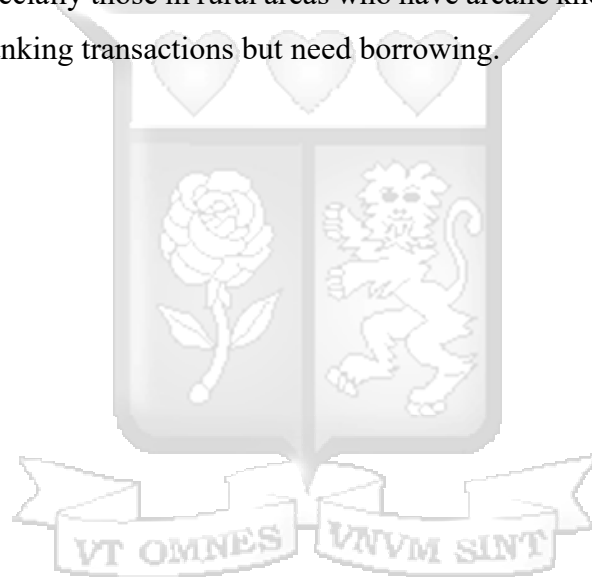 ecially those in rural areas who have arcane kno
nking transactions but need borrowing.
VT OMNES VNVM SINT